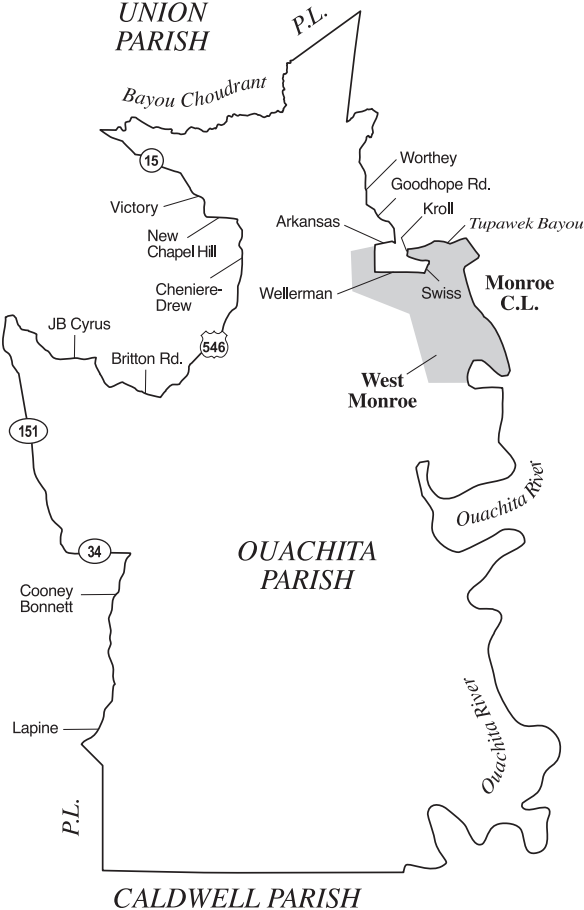 UNION
PARISH
P.L.
Bayou Choudrant
15
Worthey
Goodhope Rd.
Victory
Kroll
Arkansas
Tupawek Bayou
New
Chapel Hill
Cheniere-
Drew
Wellerman
Swiss
Monroe
C.L.
JB Cyrus
546
Britton Rd.
West
Monroe
151
Ouachita River
34
OUACHITA
PARISH
Cooney
Bonnett
Lapine
Ouachita River
P.L.
CALDWELL PARISH